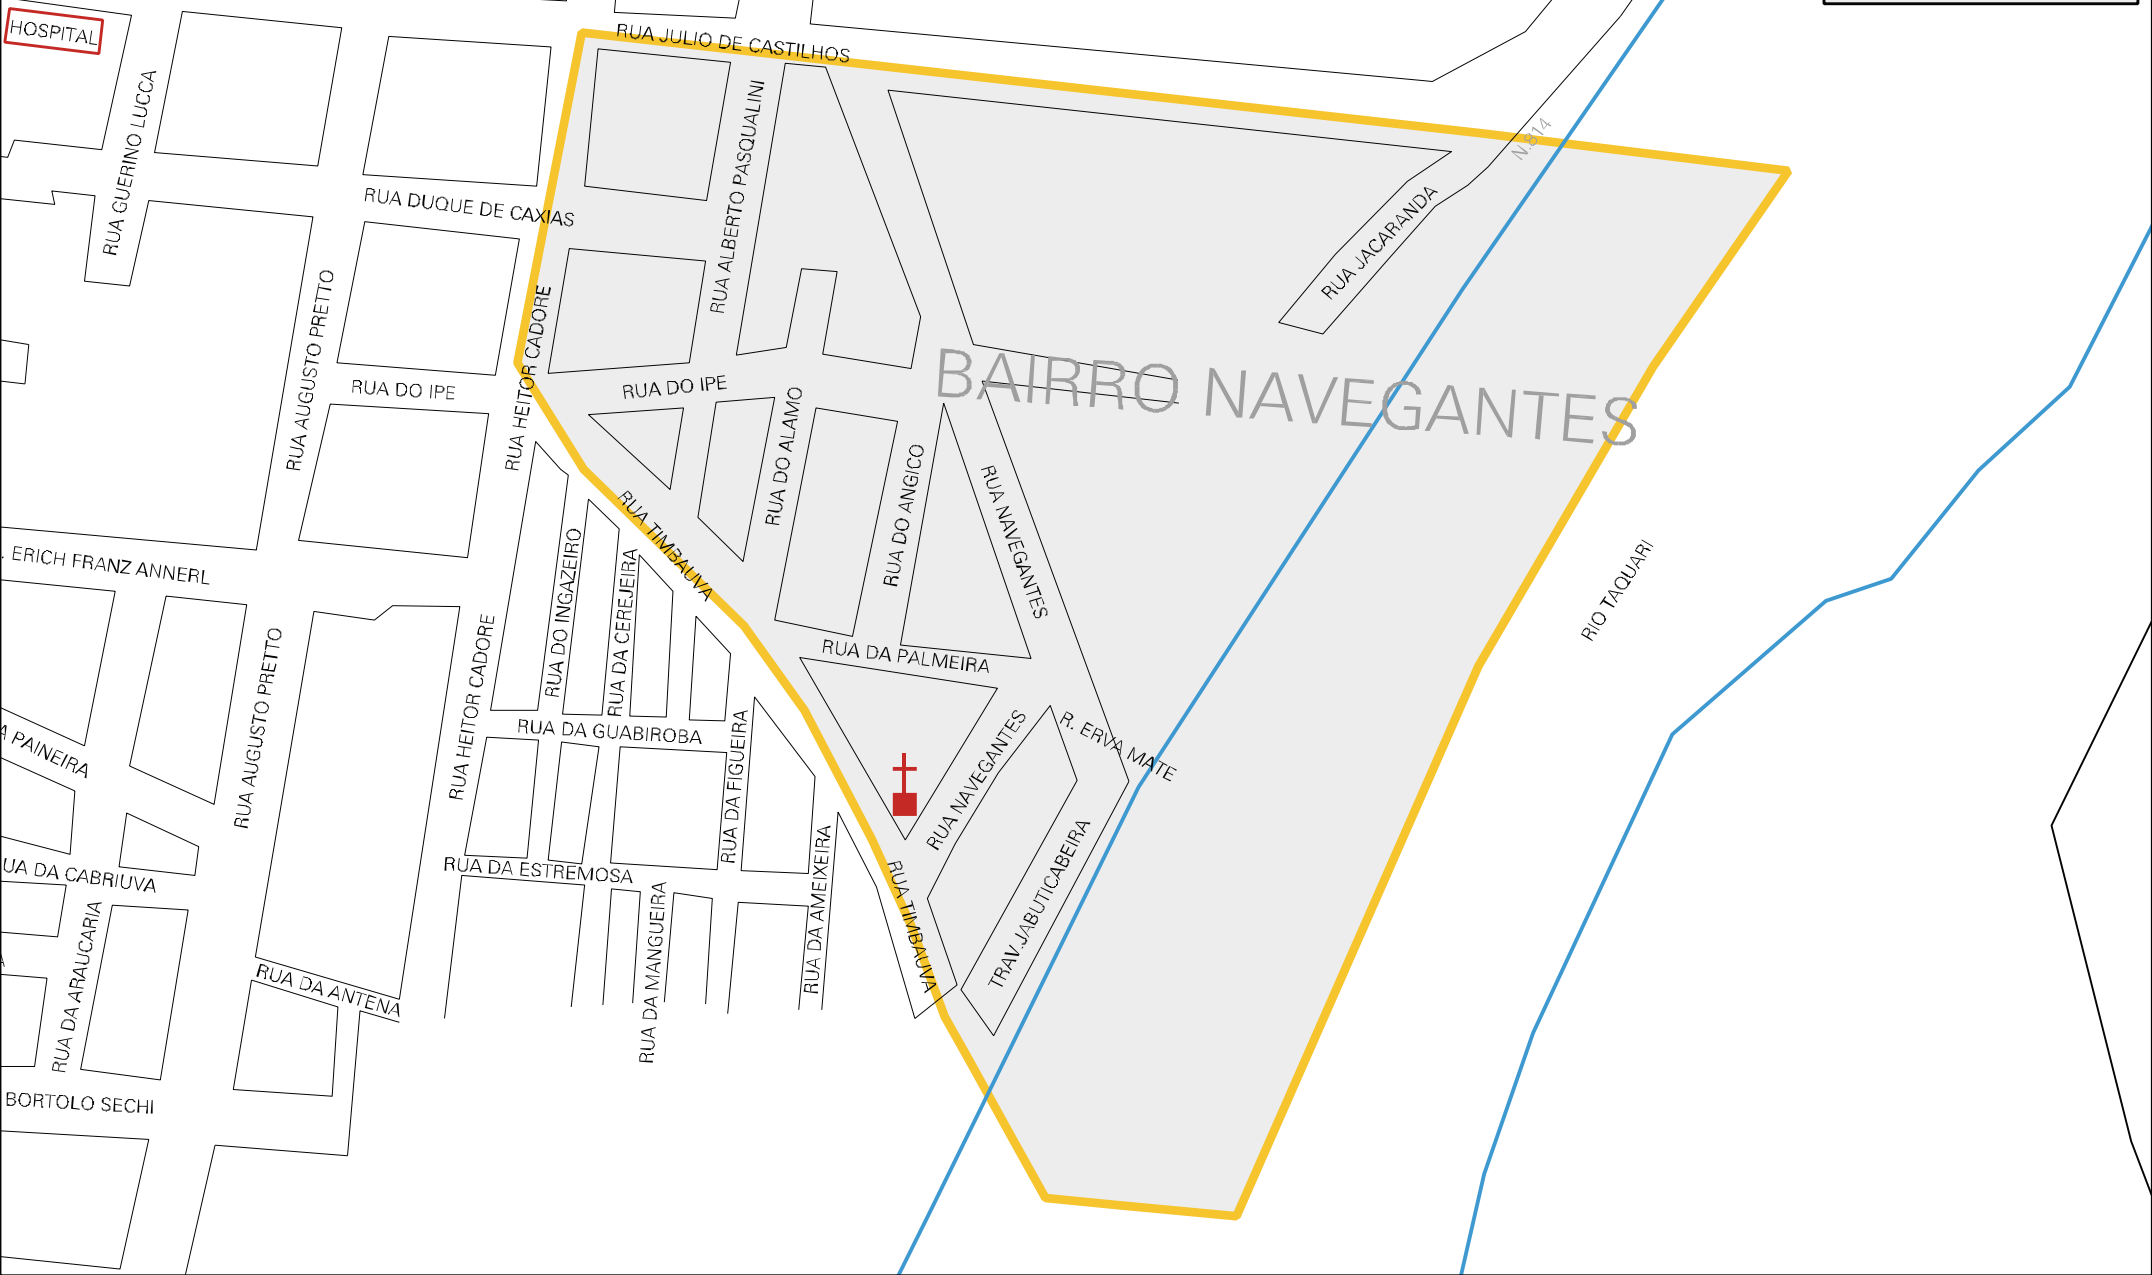 HOSPITAL
RUA JULIO DE CASTILHOS
RUA GUERINO LUCCA
RUA ALBERTO PASQUALINI
N.814
RUA DUQUE DE CAXIAS
RUA JACARANDA
RUA AUGUSTO PRETTO
RUA HEITOR CADORE
RUA DO IPE
RUA DO IPE
BAIRRO NAVEGANTES
RUA DO ALAMO
RUA DO ANGICO
RUA NAVEGANTES
RUA TIMBAUVA
RUA DO INGAZEIRO
RUA DA CEREJEIRA
. ERICH FRANZ ANNERL
RIO TAQUARI
RUA AUGUSTO PRETTO
RUA HEITOR CADORE
RUA DA PALMEIRA
RUA DA GUABIROBA
RUA DA FIGUEIRA
RUA NAVEGANTES
R. ERVA MATE
A PAINEIRA
RUA DA ESTREMOSA
RUA DA AMEIXEIRA
TRAV.JABUTICABEIRA
RUA TIMBAUVA
UA DA CABRIUVA
RUA DA MANGUEIRA
RUA DA ARAUCARIA
A
RUA DA ANTENA
BORTOLO SECHI